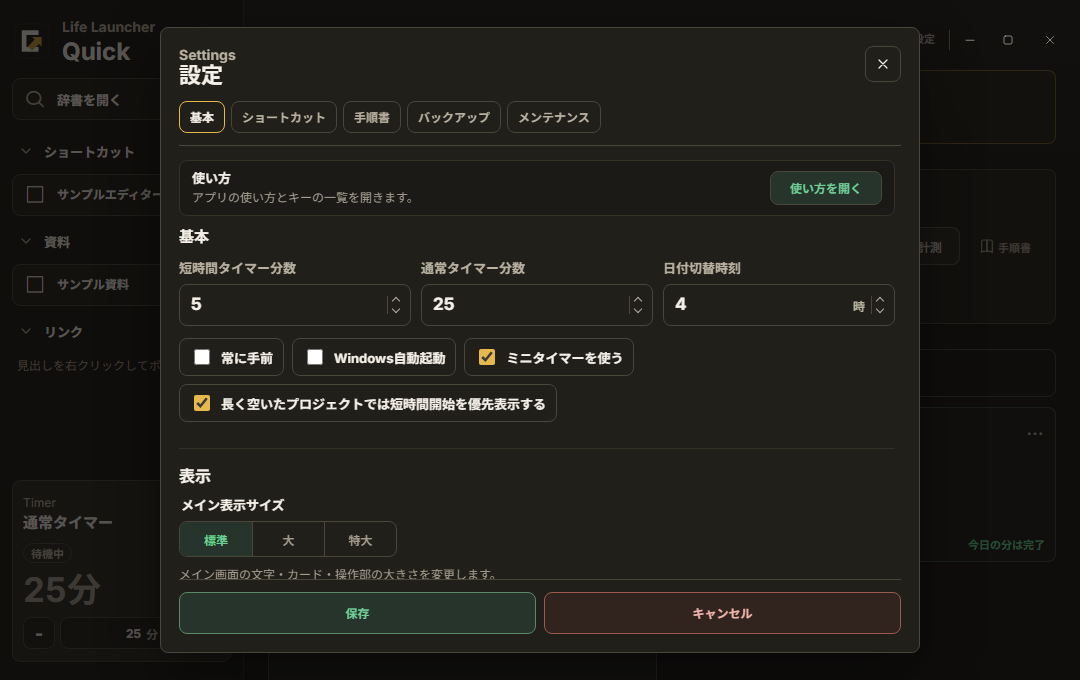 Life Launcher
Quick
辞書を開く
ショートカット
サンプルエディター
資料
サンプル資料
リンク
見出しを右クリックしてボ
Timer
通常タイマー
待機中
25分
-
25 分
Settings
設定
×
基本
ショートカット
手順書
バックアップ
メンテナンス
使い方
アプリの使い方とキーの一覧を開きます。
使い方を開く
基本
短時間タイマー分数
通常タイマー分数
日付切替時刻
5
25
4
時
常に手前
Windows自動起動
ミニタイマーを使う
長く空いたプロジェクトでは短時間開始を優先表示する
表示
メイン表示サイズ
標準
大
特大
メイン画面の文字・カード・操作部の大きさを変更します。
保存
キャンセル
定
計測
手順書
...
今日の分は完了